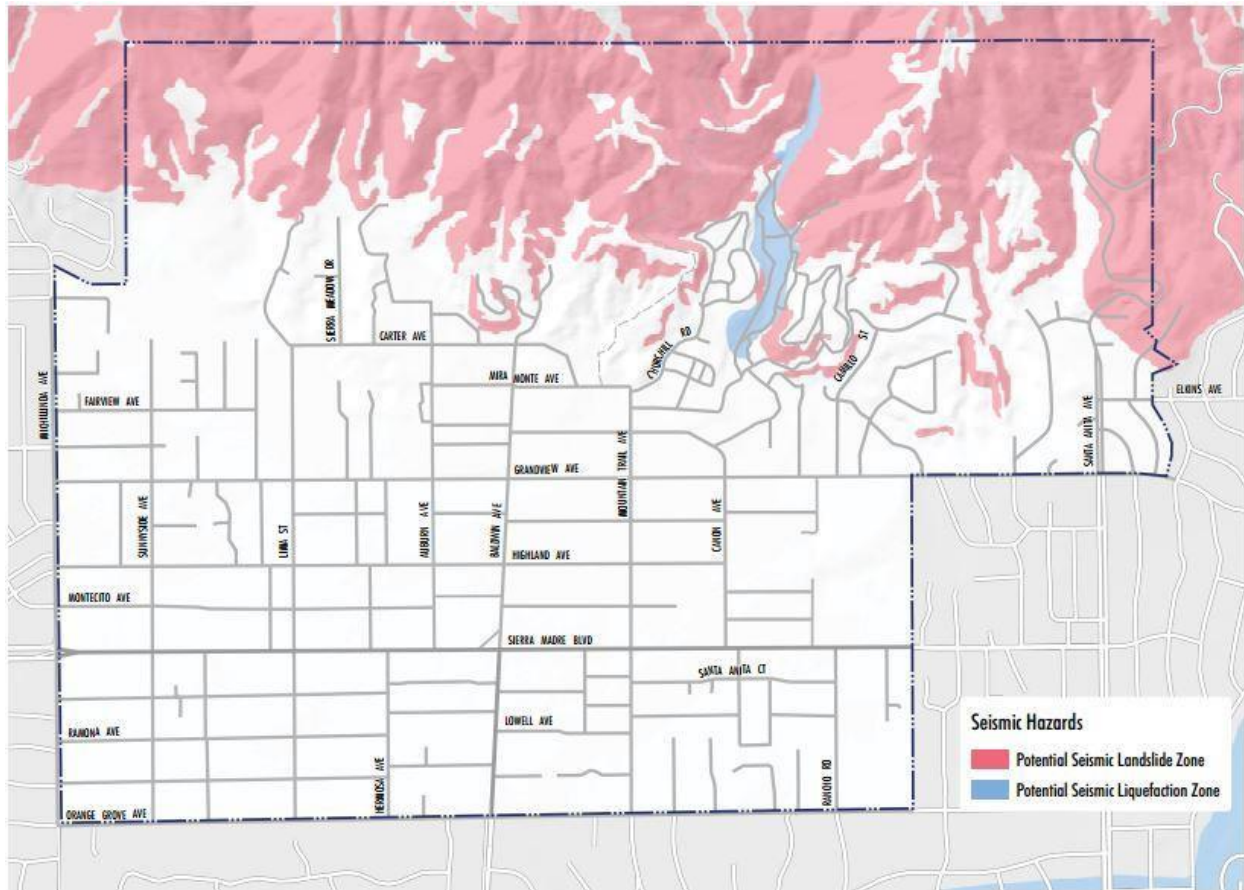 SIERRA MEADOW DR
CARTER AVE
MIRA MONTE AVE
CHURCHILL RD
CAMILLO ST
MICHILLINDA AVE
FAIRVIEW AVE
ELKINS AVE
SANTA ANITA AVE
GRANDVIEW AVE
MOUNTAIN TRAIL AVE
SUNNYSIDE AVE
LIMA ST
AUBURN AVE
BALDWIN AVE
HIGHLAND AVE
CANON AVE
MONTECITO AVE
SIERRA MADRE BLVD
SANTA ANITA CT
RAMONA AVE
LOWELL AVE
HERMOSA AVE
RANCHO RD
ORANGE GROVE AVE
Seismic Hazards
Potential Seismic Landslide Zone
Potential Seismic Liquefaction Zone